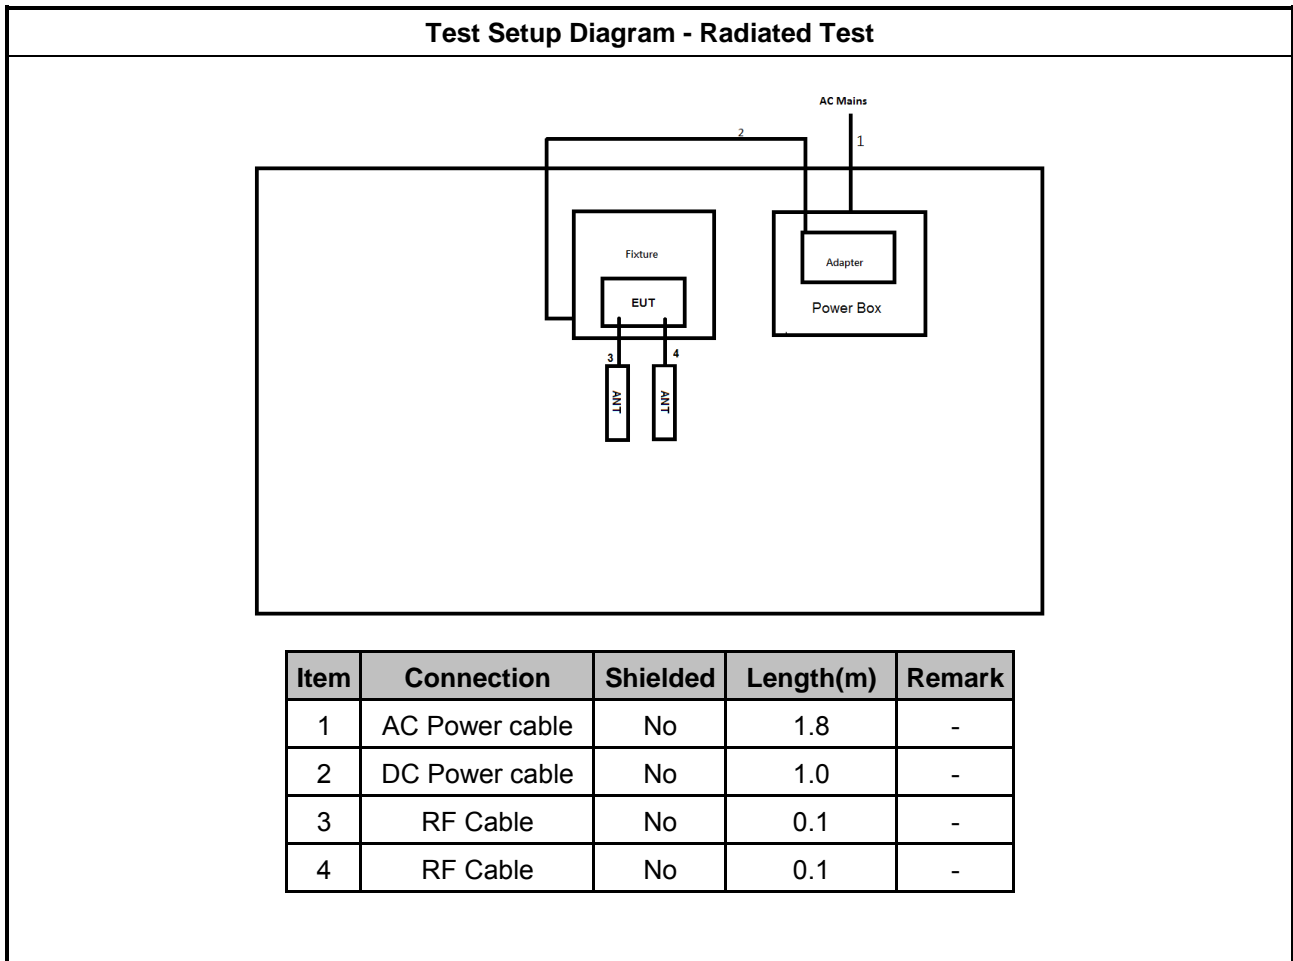 Test Setup Diagram - Radiated Test
AC Mains
2
1
Fixture
Adapter
EUT
Power Box
3
4
ANT
ANT
Item Connection Shielded Length(m) Remark
1 AC Power cable No 1.8 -
2 DC Power cable No 1.0 -
3 RF Cable No 0.1 -
4 RF Cable No 0.1 -